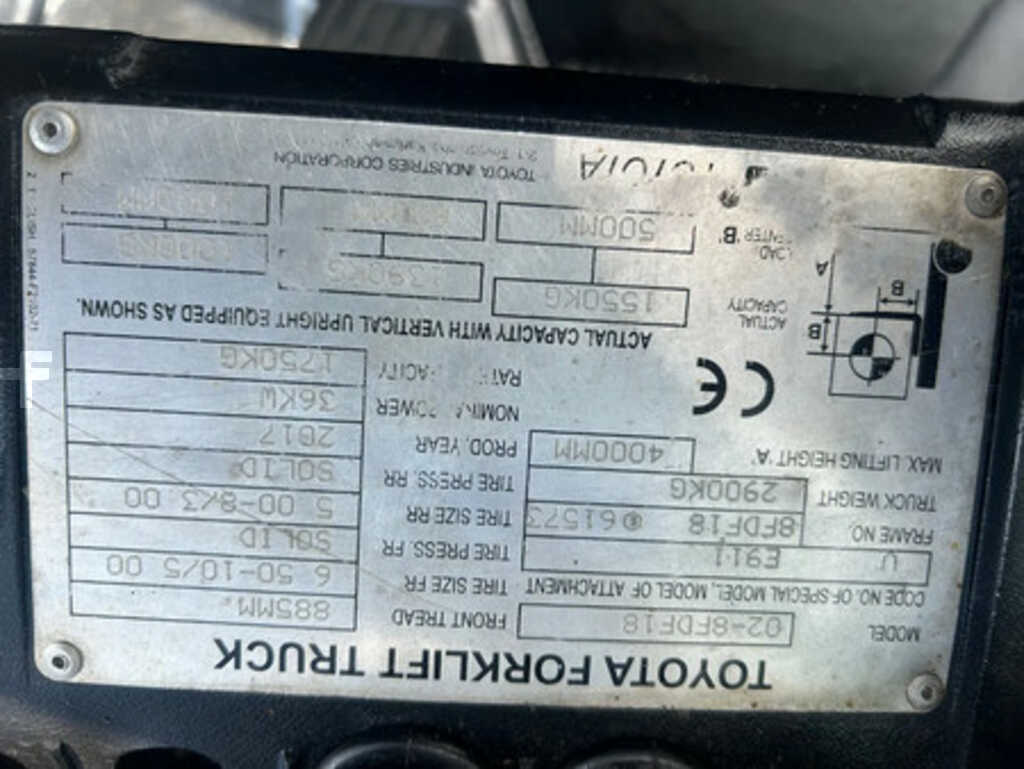 TOYOTA FORKLIFT TRUCK
MODEL 02-8FDF18
CODE NO. OF SPECIAL MODEL, MODEL OF ATTACHMENT
U E911
FRAME NO. 8FDF18 61573
TRUCK WEIGHT 2900KG
MAX. LIFTING HEIGHT 'A' 4000MM
FRONT TREAD 885MM
TIRE SIZE FR 6 50-10/5 00
TIRE PRESS. FR SOLID
TIRE SIZE RR 5 00-8/3 00
TIRE PRESS. RR SOLID
PROD. YEAR 2017
POWER 36KW
1750KG
CE
ACTUAL CAPACITY WITH VERTICAL UPRIGHT EQUIPPED AS SHOWN.
B
A
B
ACTUAL
CAPACITY
1550KG 1390KG
LOAD
CENTER 'B'
500MM
TOYOTA
TOYOTA INDUSTRIES CORPORATION
F